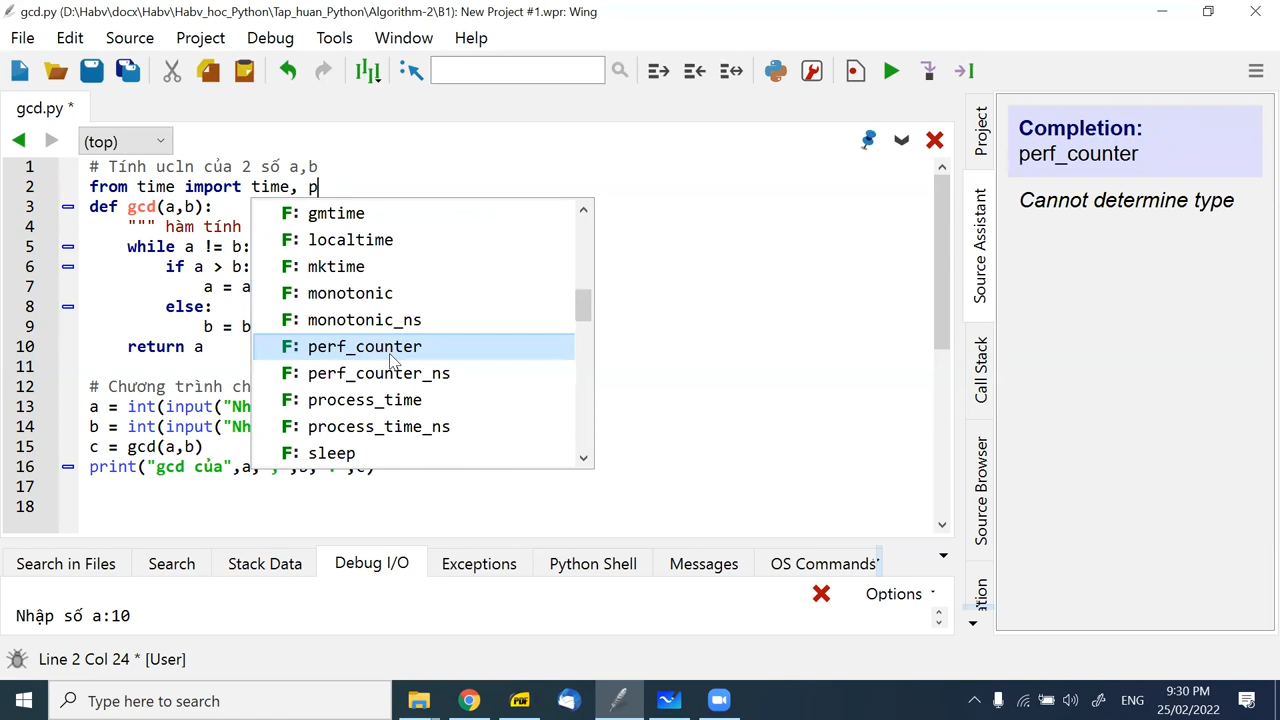 gcd.py (D:\Habv\docx\Habv\Habv_hoc_Python\Tap_huan_Python\Algorithm-2\B1): New Project #1.wpr: Wing
File Edit Source Project Debug Tools Window Help
gcd.py *
(top)
1 # Tính ucln của 2 số a,b
2 from time import time, p
3 def gcd(a,b):
4 """ hàm tính
5 while a != b:
6 if a > b:
7 a = a
8 else:
9 b = b
10 return a
11
12 # Chương trình ch
13 a = int(input("Nh
14 b = int(input("Nh
15 c = gcd(a,b)
16 print("gcd của",a,
17
18
F: gmtime
F: localtime
F: mktime
F: monotonic
F: monotonic_ns
F: perf_counter
F: perf_counter_ns
F: process_time
F: process_time_ns
F: sleep
Completion:
perf_counter
Cannot determine type
Project
Source Assistant
Call Stack
Source Browser
Search in Files Search Stack Data Debug I/O Exceptions Python Shell Messages OS Commands
Options
Nhập số a:10
Line 2 Col 24 * [User]
Type here to search
PDF
ENG
9:30 PM
25/02/2022